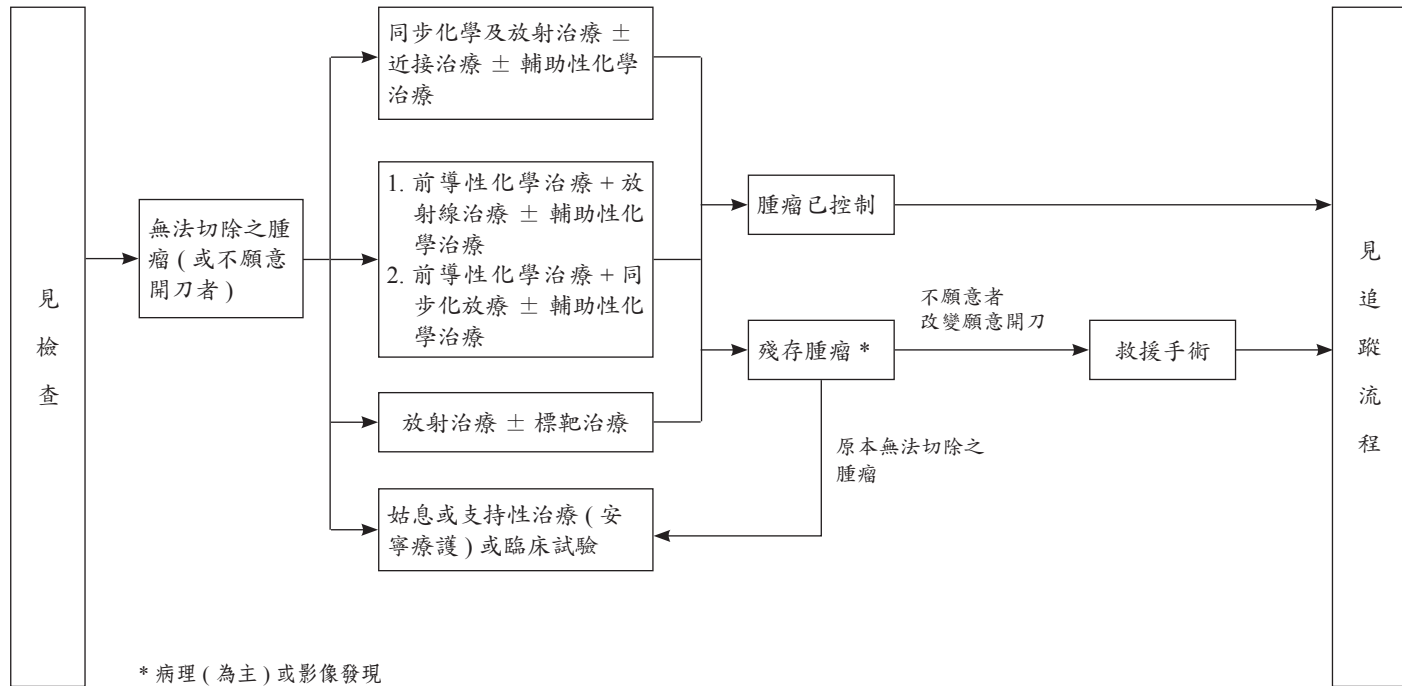 見檢查
無法切除之腫
瘤(或不願意
開刀者)
同步化學及放射治療 ±
近接治療 ± 輔助性化學
治療
1. 前導性化學治療+放
射線治療 ± 輔助性化
學治療
2. 前導性化學治療+同
步化放療 ± 輔助性化
學治療
放射治療 ± 標靶治療
姑息或支持性治療(安
寧療護)或臨床試驗
腫瘤已控制
殘存腫瘤*
不願意者
改變願意開刀
救援手術
原本無法切除之
腫瘤
見追蹤流程
*病理(為主)或影像發現